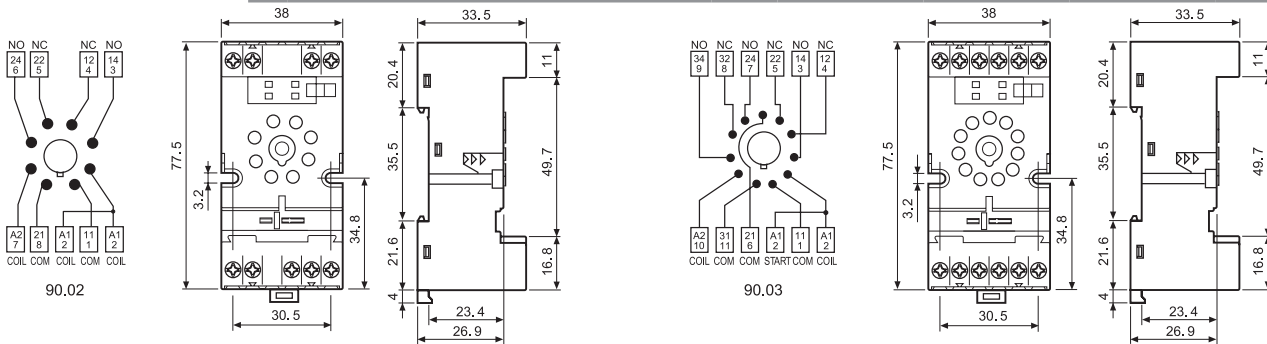 38
33.5
NO NC NC NO
24 22 12 14
6 5 4 3
77.5
3.2
34.8
30.5
20.4
35.5
21.6
4
11
49.7
16.8
23.4
26.9
A2 21 A1 11 A1
7 8 2 1 2
COIL COM COIL COM COIL
90.02
38
33.5
NO NC NO NC NO NC
34 32 24 22 14 12
9 8 7 5 3 4
77.5
3.2
34.8
30.5
20.4
35.5
21.6
4
11
49.7
16.8
23.4
26.9
A2 31 21 A1 11 A1
10 11 6 2 1 2
COIL COM COM START COM COIL
90.03